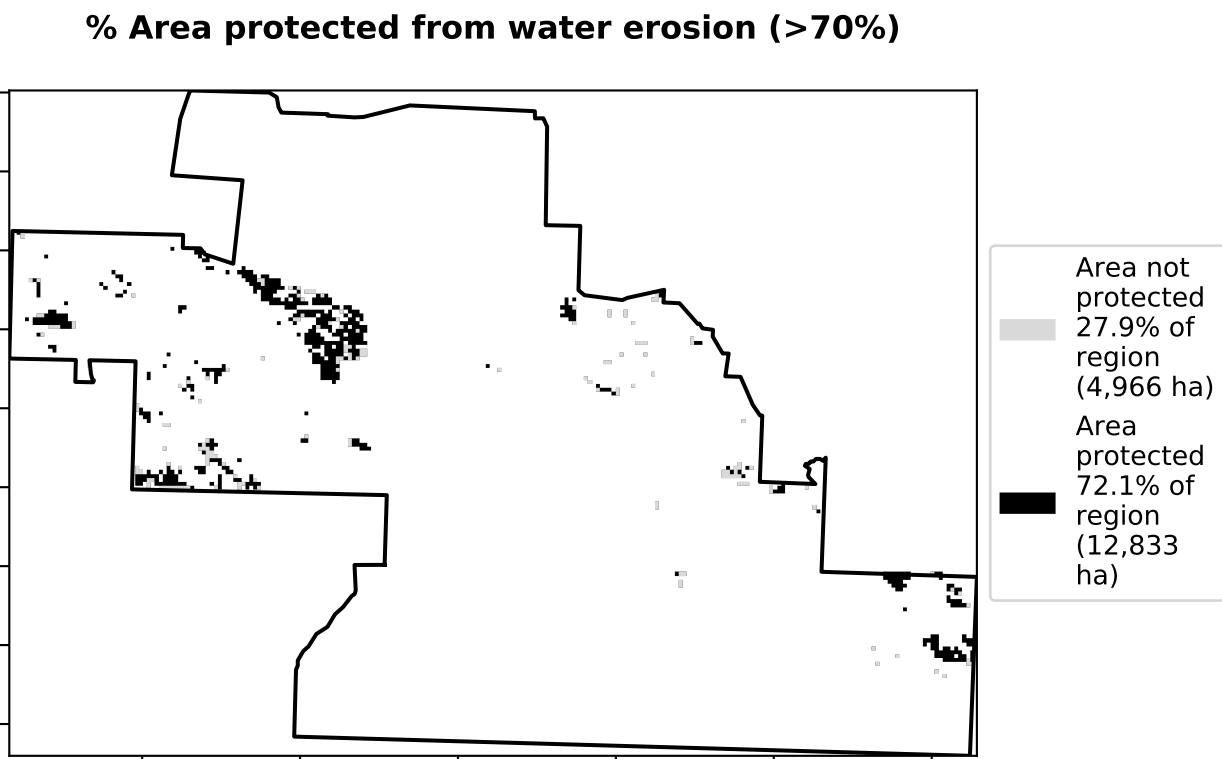 % Area protected from water erosion (>70%)
Area not
protected
27.9% of
region
(4,966 ha)
Area
protected
72.1% of
region
(12,833
ha)